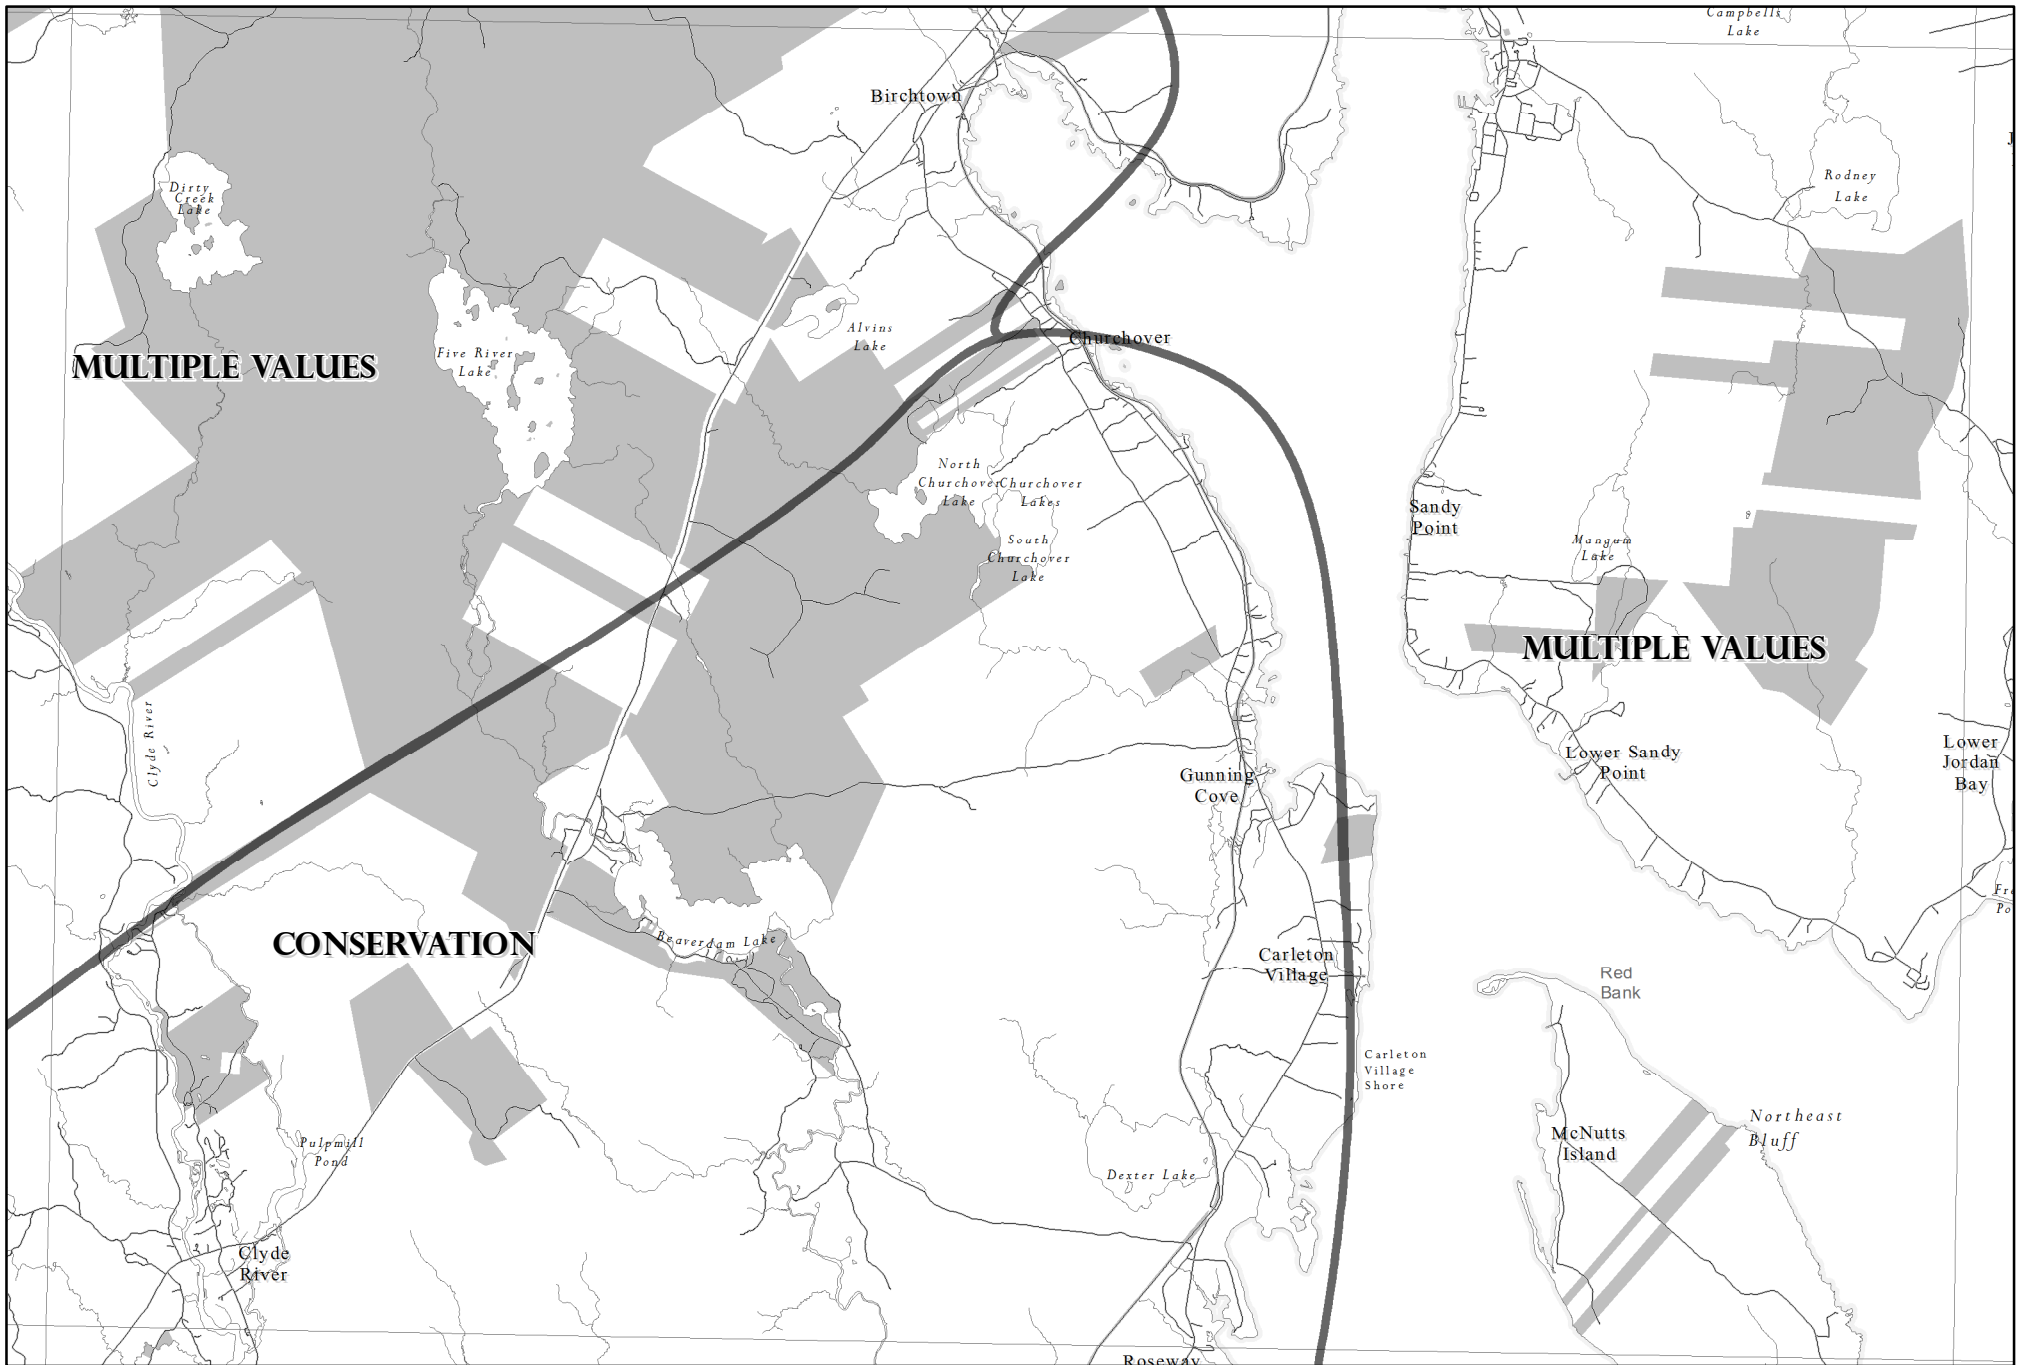 Campbells
Lake
Birchtown
Dirty
Creek
Lake
Rodney
Lake
Alvins
Lake
Churchover
Five River
Lake
MULTIPLE VALUES
North
Churchover
Lake
Churchover
Lakes
Sandy
Point
South
Churchover
Lake
Mangum
Lake
MULTIPLE VALUES
Clyde River
Lower Sandy
Point
Lower
Jordan
Bay
Gunning
Cove
CONSERVATION
Beaverdam Lake
Carleton
Village
Red
Bank
Carleton
Village
Shore
Northeast
Bluff
McNutts
Island
Pulpmill
Pond
Dexter Lake
Clyde
River
Roseway